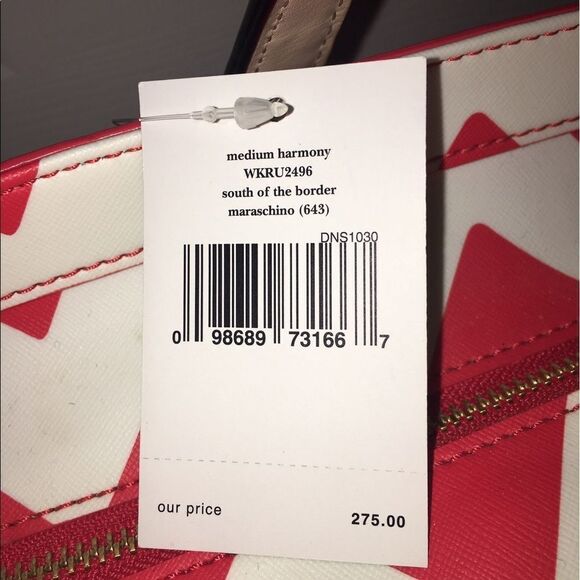 medium harmony
WKRU2496
south of the border
maraschino (643)
DNS1030
0 98689 73166 7
our price 275.00